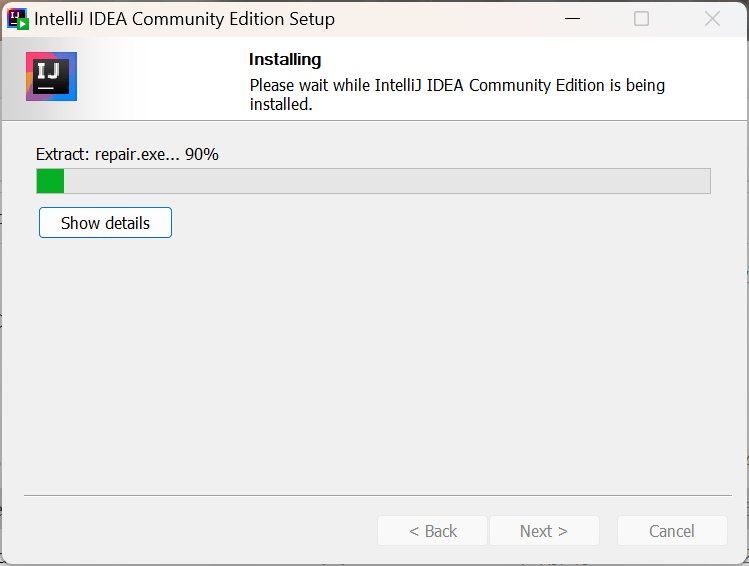 IntelliJ IDEA Community Edition Setup
IJ
Installing
Please wait while IntelliJ IDEA Community Edition is being
installed.
Extract: repair.exe... 90%
Show details
< Back
Next >
Cancel